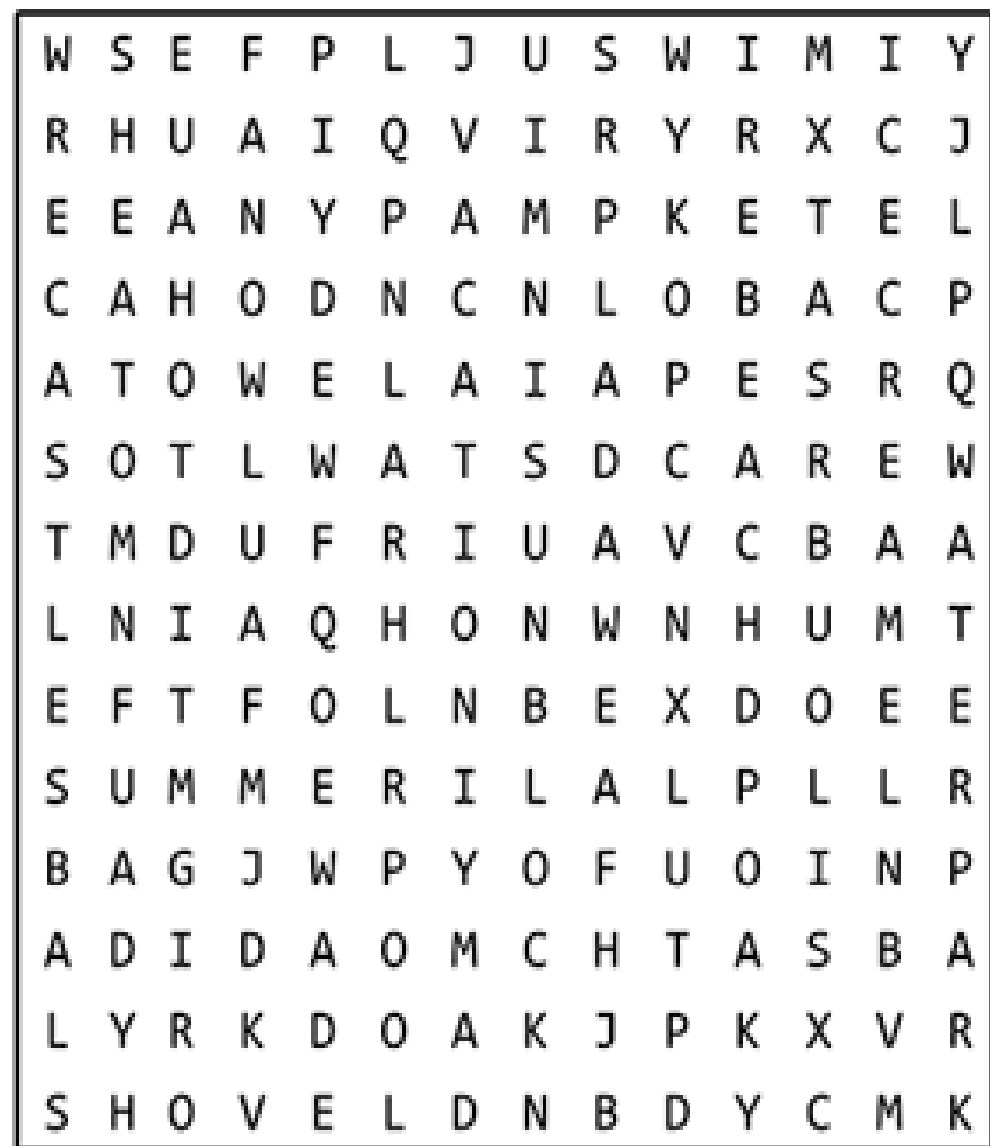 W S E F P L J U S W I M I Y
R H U A I Q V I R Y R X C J
E E A N Y P A M P K E T E L
C A H O D N C N L O B A C P
A T O W E L A I A P E S R Q
S O T L W A T S D C A R E W
T M D U F R I U A V C B A A
L N I A Q H O N W N H U M T
E F T F O L N B E X D O E E
S U M M E R I L A L P L L R
B A G J W P Y O F U O I N P
A D I D A O M C H T A S B A
L Y R K D O A K J P K X V R
S H O V E L D N B D Y C M K